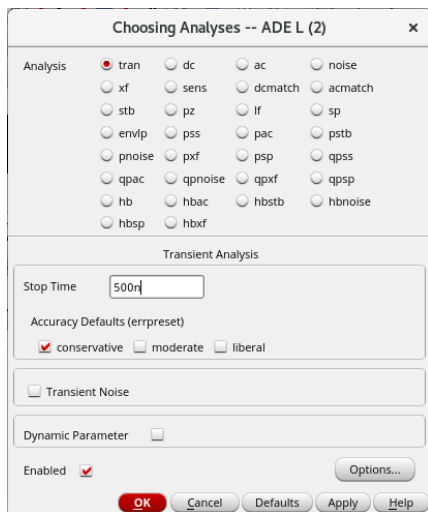 Choosing Analyses -- ADE L (2) ×
Analysis tran dc ac noise
xf sens dcmatch acmatch
stb pz lf sp
envlp pss pac pstb
pnoise pxf psp qpss
qpac qpnoise qpxf qpsp
hb hbac hbstb hbnoise
hbsp hbxf
Transient Analysis
Stop Time 500n
Accuracy Defaults (errpreset)
conservative moderate liberal
Transient Noise
Dynamic Parameter
Enabled Options...
OK Cancel Defaults Apply Help